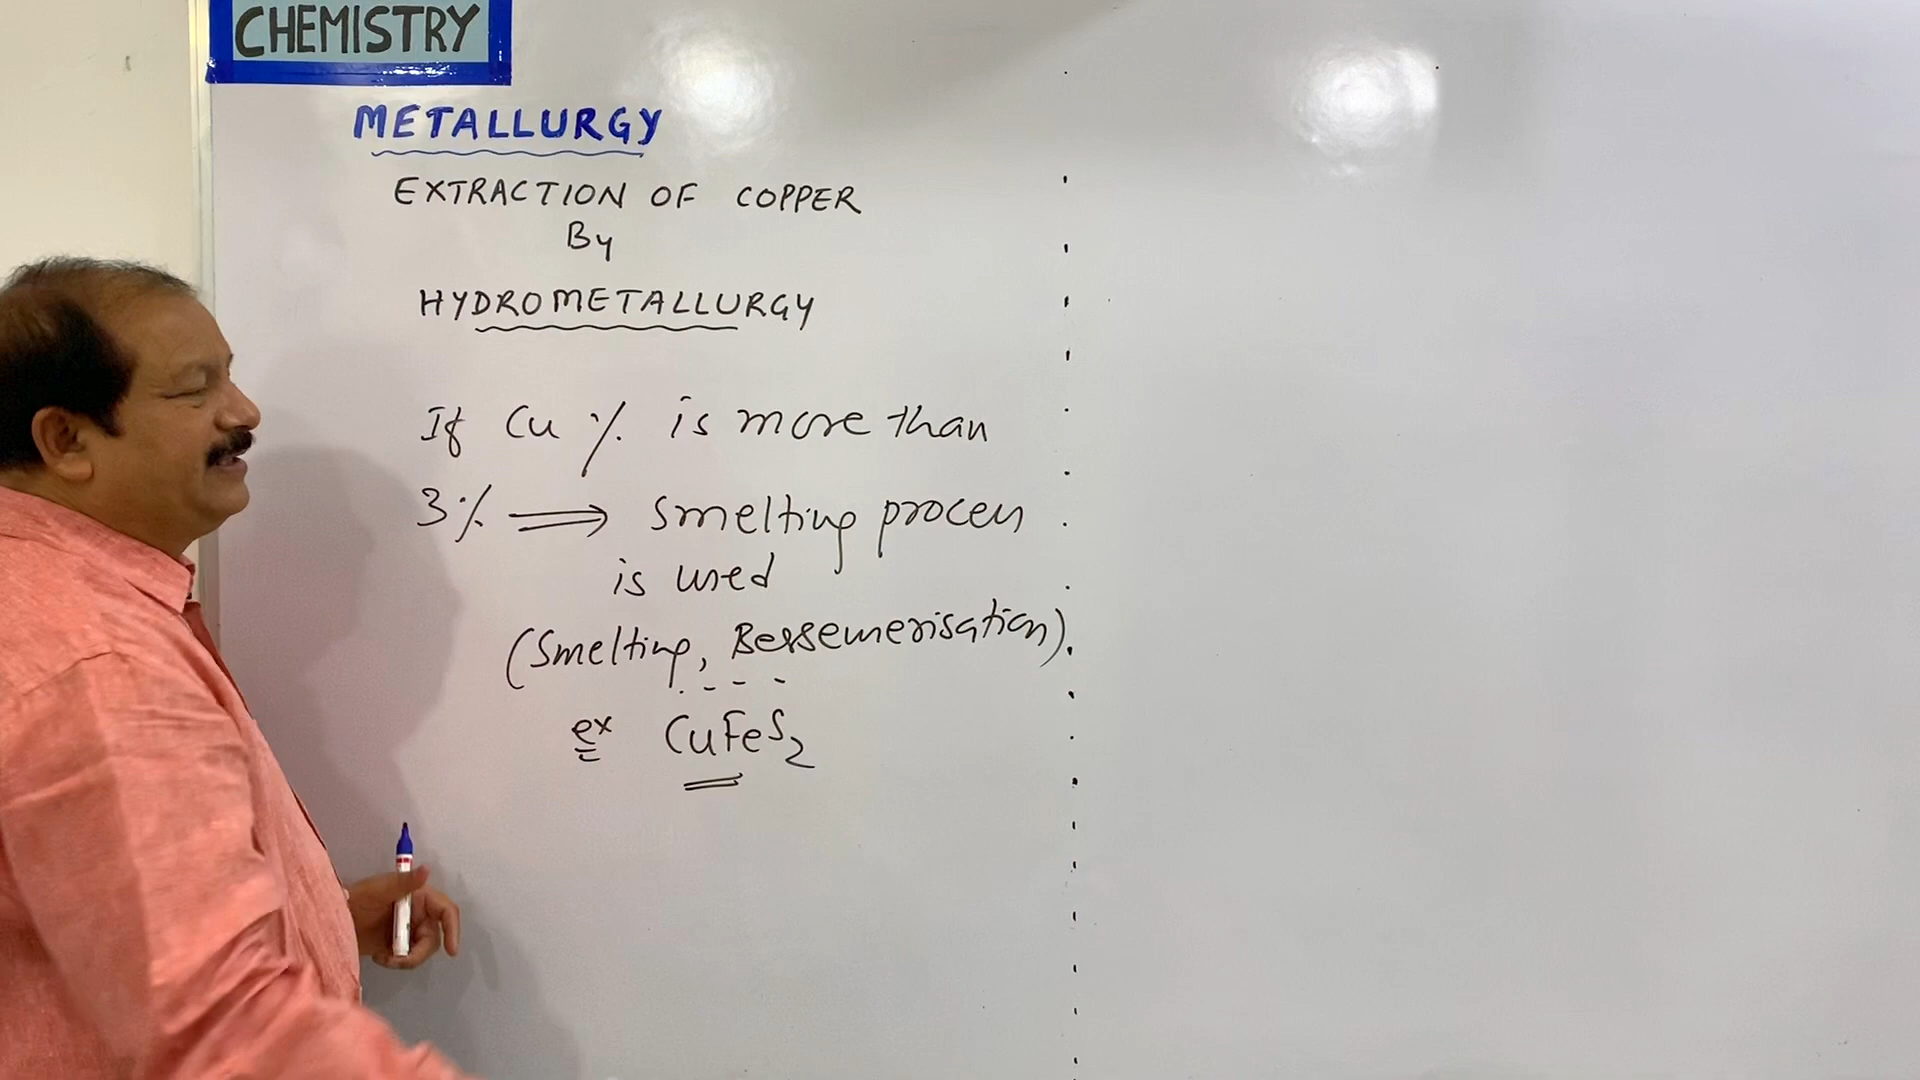 CHEMISTRY
METALLURGY
EXTRACTION OF COPPER
By
HYDROMETALLURGY
If Cu % is more than
3% ⟹ smelting process
is used
(Smelting, Bessemerisation).
ex CuFeS₂